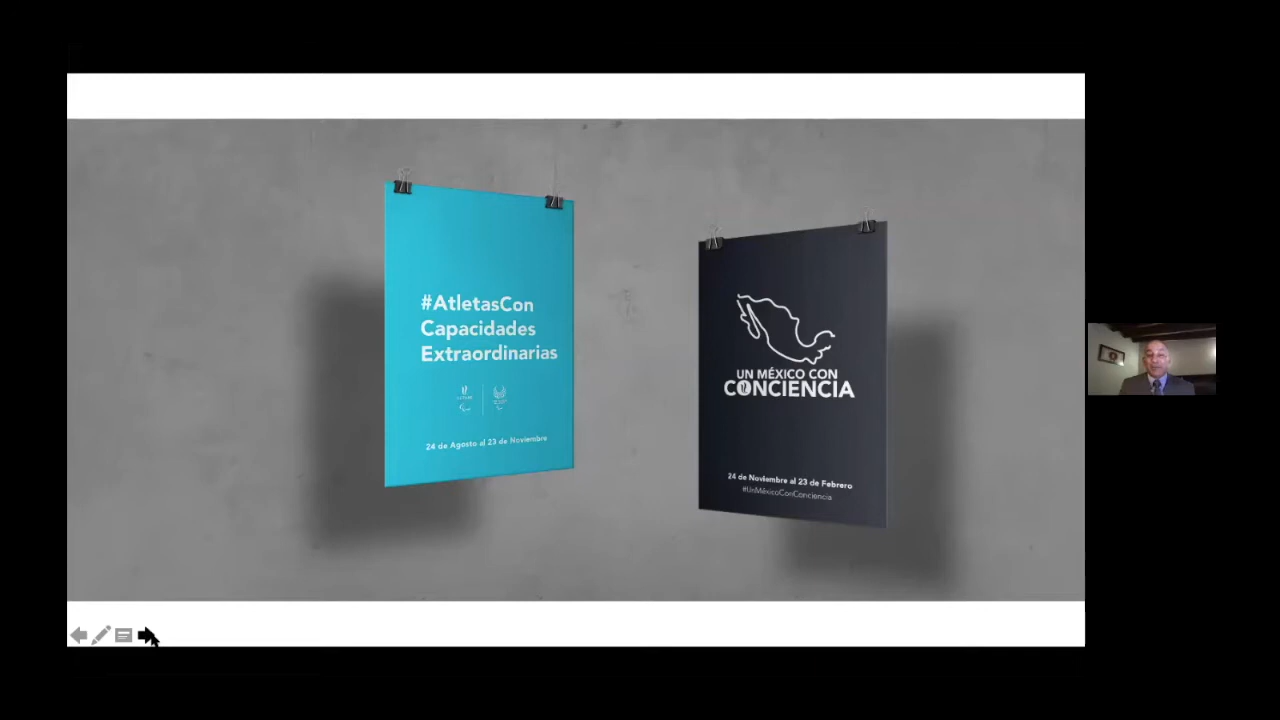 #AtletasCon
Capacidades
Extraordinarias
24 de Agosto al 23 de Noviembre
UN MÉXICO CON
CONCIENCIA
24 de Noviembre al 23 de Febrero
#UnMéxicoConConciencia